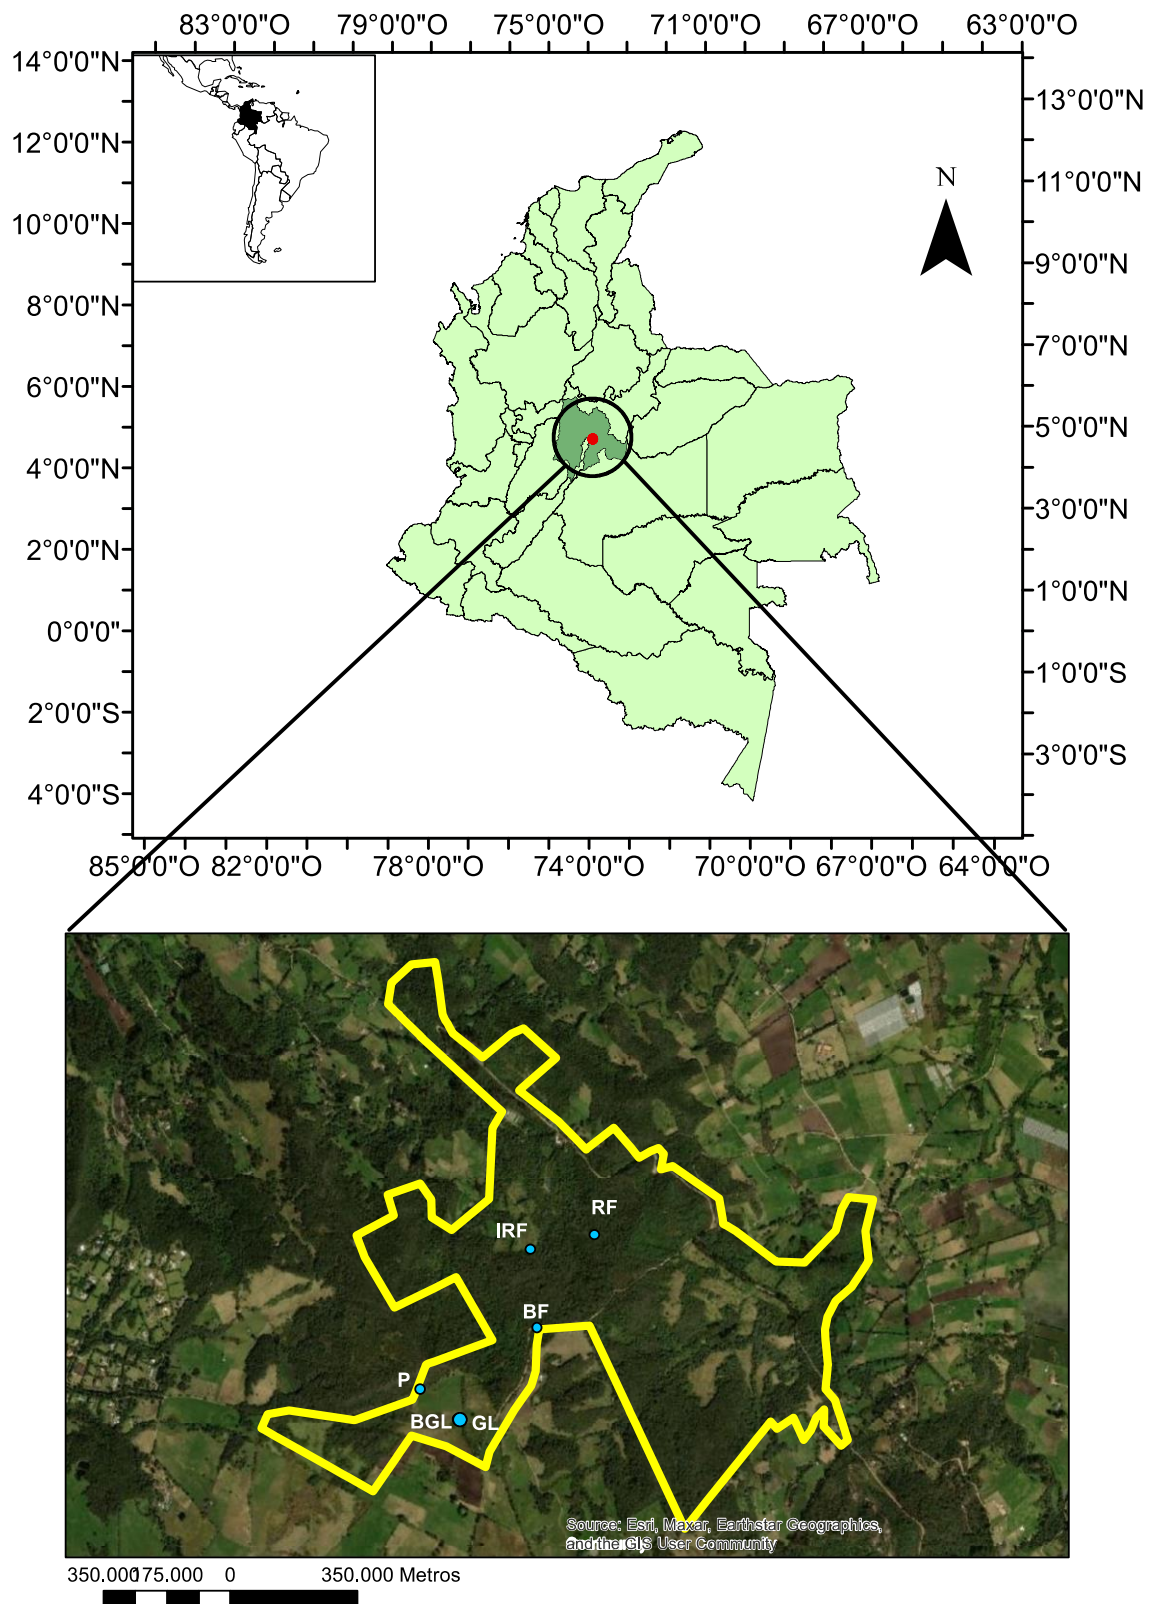 83°0'0"O 79°0'0"O 75°0'0"O 71°0'0"O 67°0'0"O 63°0'0"O
14°0'0"N
13°0'0"N
12°0'0"N
N
11°0'0"N
10°0'0"N
9°0'0"N
8°0'0"N
7°0'0"N
6°0'0"N
5°0'0"N
4°0'0"N
3°0'0"N
2°0'0"N
1°0'0"N
0°0'0"
1°0'0"S
2°0'0"S
3°0'0"S
4°0'0"S
85°0'0"O 82°0'0"O 78°0'0"O 74°0'0"O 70°0'0"O 67°0'0"O 64°0'0"O
RF
IRF
BF
P
BGL GL
Source: Esri, Maxar, Earthstar Geographics,
and the GIS User Community
350.000 175.000 0 350.000 Metros